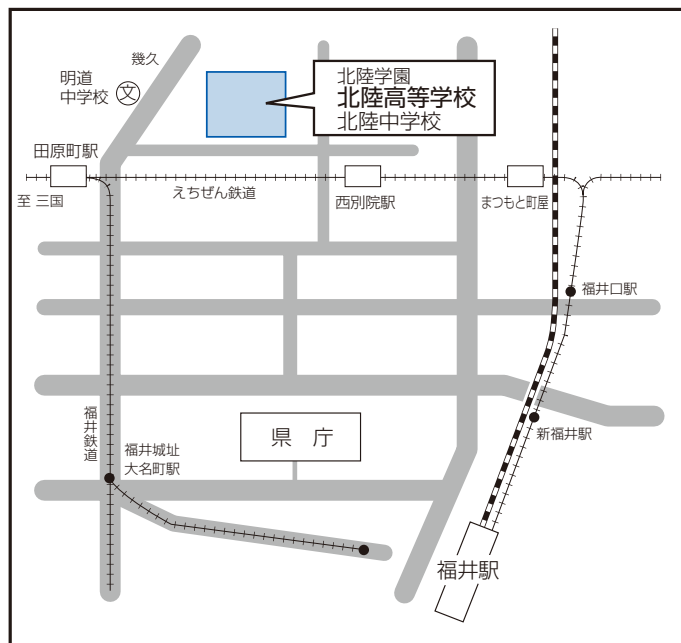 幾久
明道
中学校
文
北陸学園
北陸高等学校
北陸中学校
田原町駅
至 三国
えちぜん鉄道
西別院駅
まつもと町屋
福井口駅
福井鉄道
福井城址
大名町駅
県 庁
新福井駅
福井駅